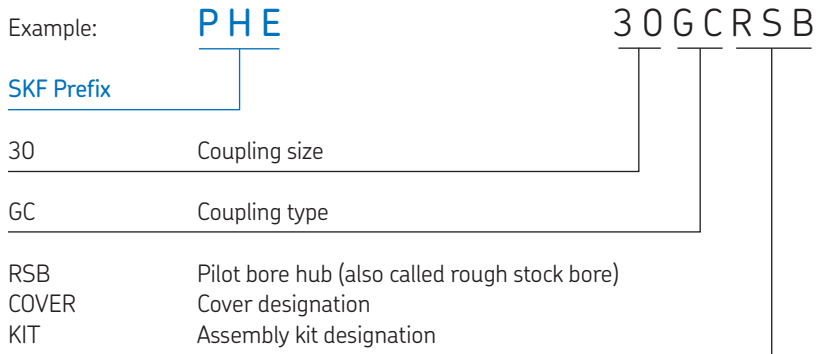 Example: PHE 30GCRSB
SKF Prefix
30 Coupling size
GC Coupling type
RSB Pilot bore hub (also called rough stock bore)
COVER Cover designation
KIT Assembly kit designation